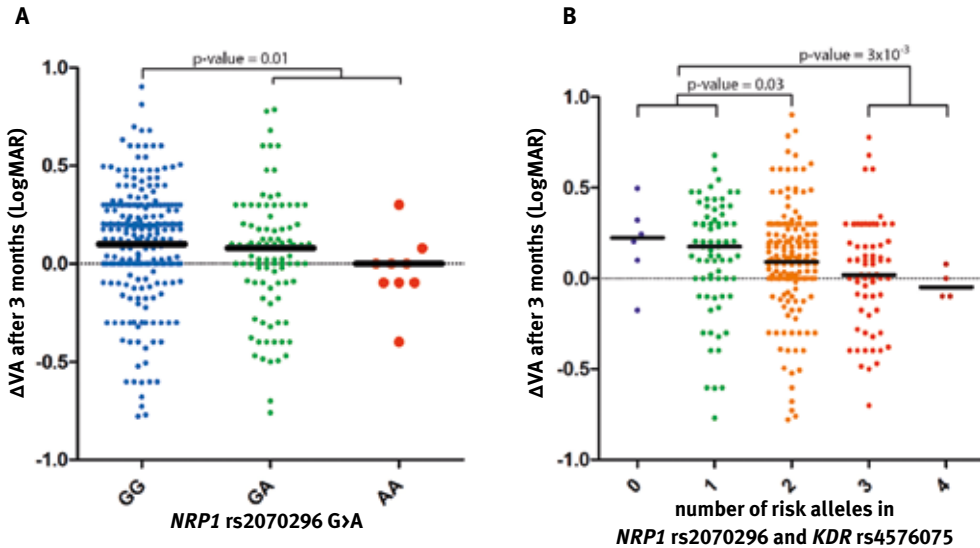 A
p-value = 0.01
1.0
0.5
0.0
-0.5
-1.0
ΔVA after 3 months (LogMAR)
GG
GA
AA
NRP1 rs2070296 G>A
B
p-value = 3x10⁻³
p-value = 0.03
1.0
0.5
0.0
-0.5
-1.0
ΔVA after 3 months (LogMAR)
0
1
2
3
4
number of risk alleles in
NRP1 rs2070296 and KDR rs4576075